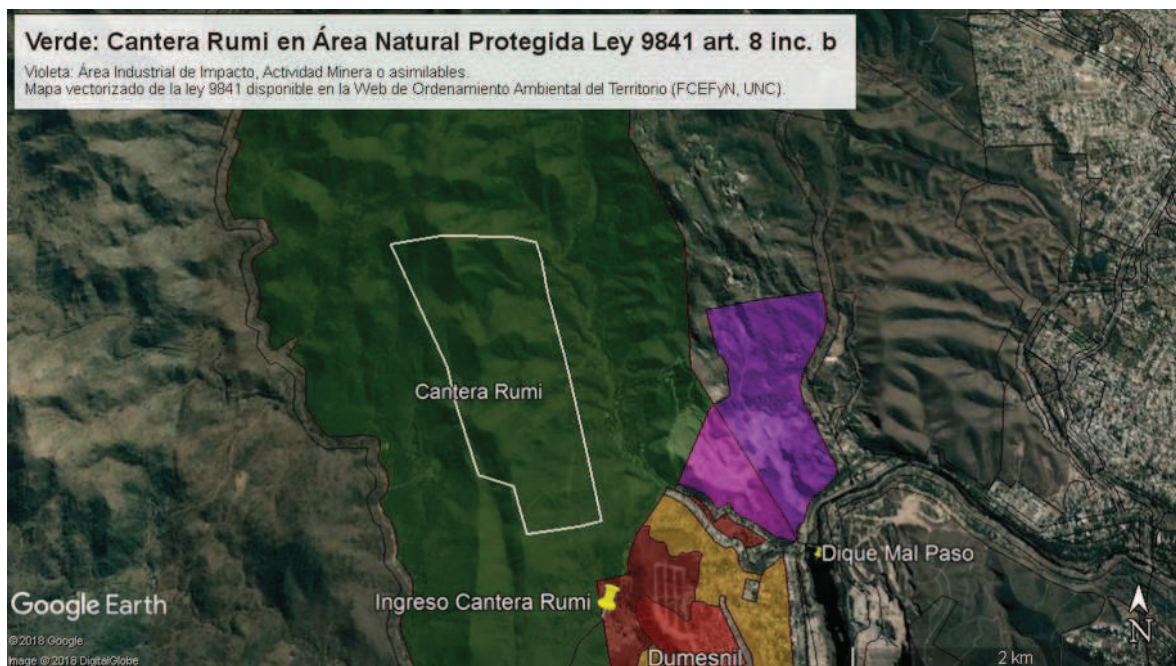 Verde: Cantera Rumi en Área Natural Protegida Ley 9841 art. 8 inc. b
Violeta: Área Industrial de Impacto, Actividad Minera o asimilables.
Mapa vectorizado de la ley 9841 disponible en la Web de Ordenamiento Ambiental del Territorio (FCEFyN, UNC).
Cantera Rumi
Dique Mal Paso
Ingreso Cantera Rumi
Google Earth
© 2018 Google
Image © 2018 DigitalGlobe
Dumesnil
2 km
N